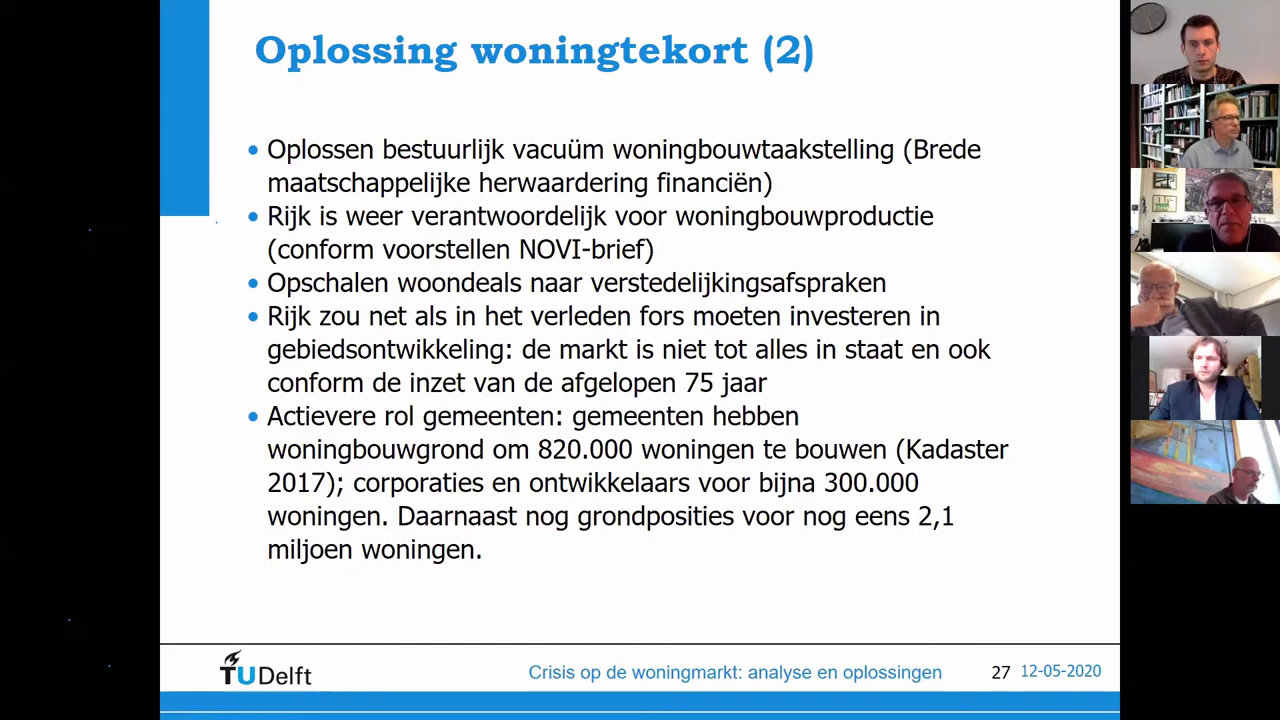 Oplossing woningtekort (2)
• Oplossen bestuurlijk vacuüm woningbouwtaakstelling (Brede
maatschappelijke herwaardering financiën)
• Rijk is weer verantwoordelijk voor woningbouwproductie
(conform voorstellen NOVI-brief)
• Opschalen woondeals naar verstedelijkingsafspraken
• Rijk zou net als in het verleden fors moeten investeren in
gebiedsontwikkeling: de markt is niet tot alles in staat en ook
conform de inzet van de afgelopen 75 jaar
• Actievere rol gemeenten: gemeenten hebben
woningbouwgrond om 820.000 woningen te bouwen (Kadaster
2017); corporaties en ontwikkelaars voor bijna 300.000
woningen. Daarnaast nog grondposities voor nog eens 2,1
miljoen woningen.
TU Delft
Crisis op de woningmarkt: analyse en oplossingen
27
12-05-2020